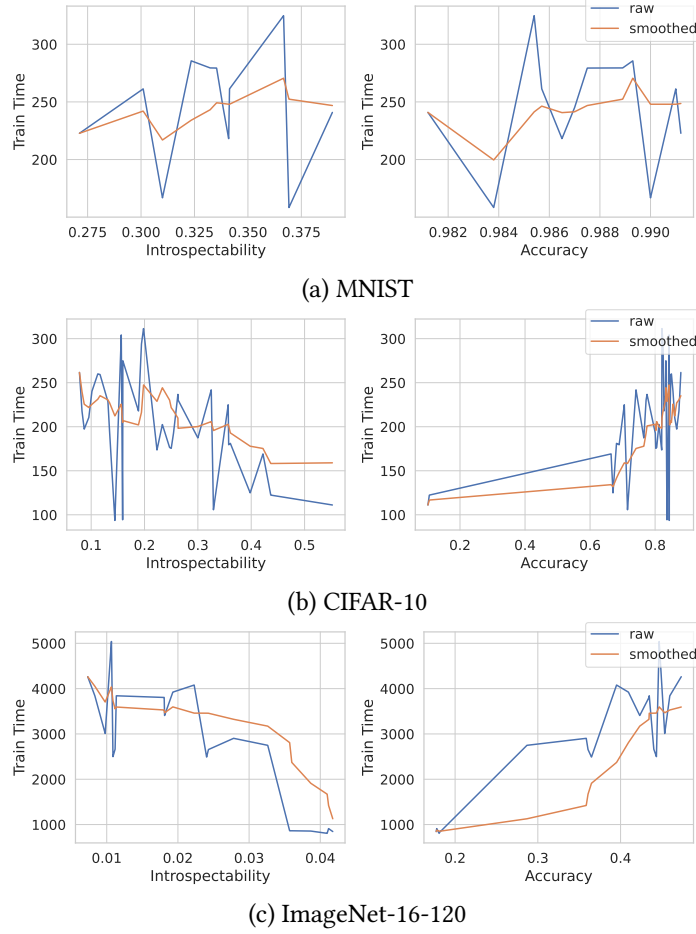 raw
smoothed
Train Time
300
250
200
0.275 0.300 0.325 0.350 0.375
Introspectability
Train Time
300
250
200
0.982 0.984 0.986 0.988 0.990
Accuracy
(a) MNIST
raw
smoothed
Train Time
300
250
200
150
100
0.1 0.2 0.3 0.4 0.5
Introspectability
Train Time
300
250
200
150
100
0.2 0.4 0.6 0.8
Accuracy
(b) CIFAR-10
raw
smoothed
Train Time
5000
4000
3000
2000
1000
0.01 0.02 0.03 0.04
Introspectability
Train Time
5000
4000
3000
2000
1000
0.2 0.3 0.4
Accuracy
(c) ImageNet-16-120